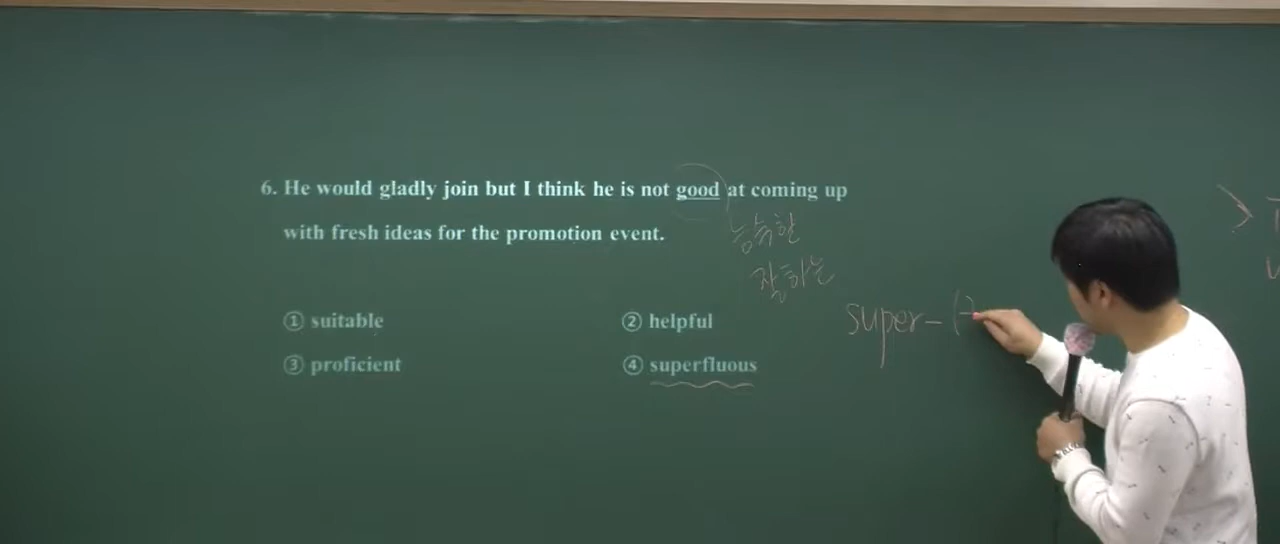 6. He would gladly join but I think he is not good at coming up
with fresh ideas for the promotion event.
능숙한
잘하는
① suitable
② helpful
③ proficient
④ superfluous
super-